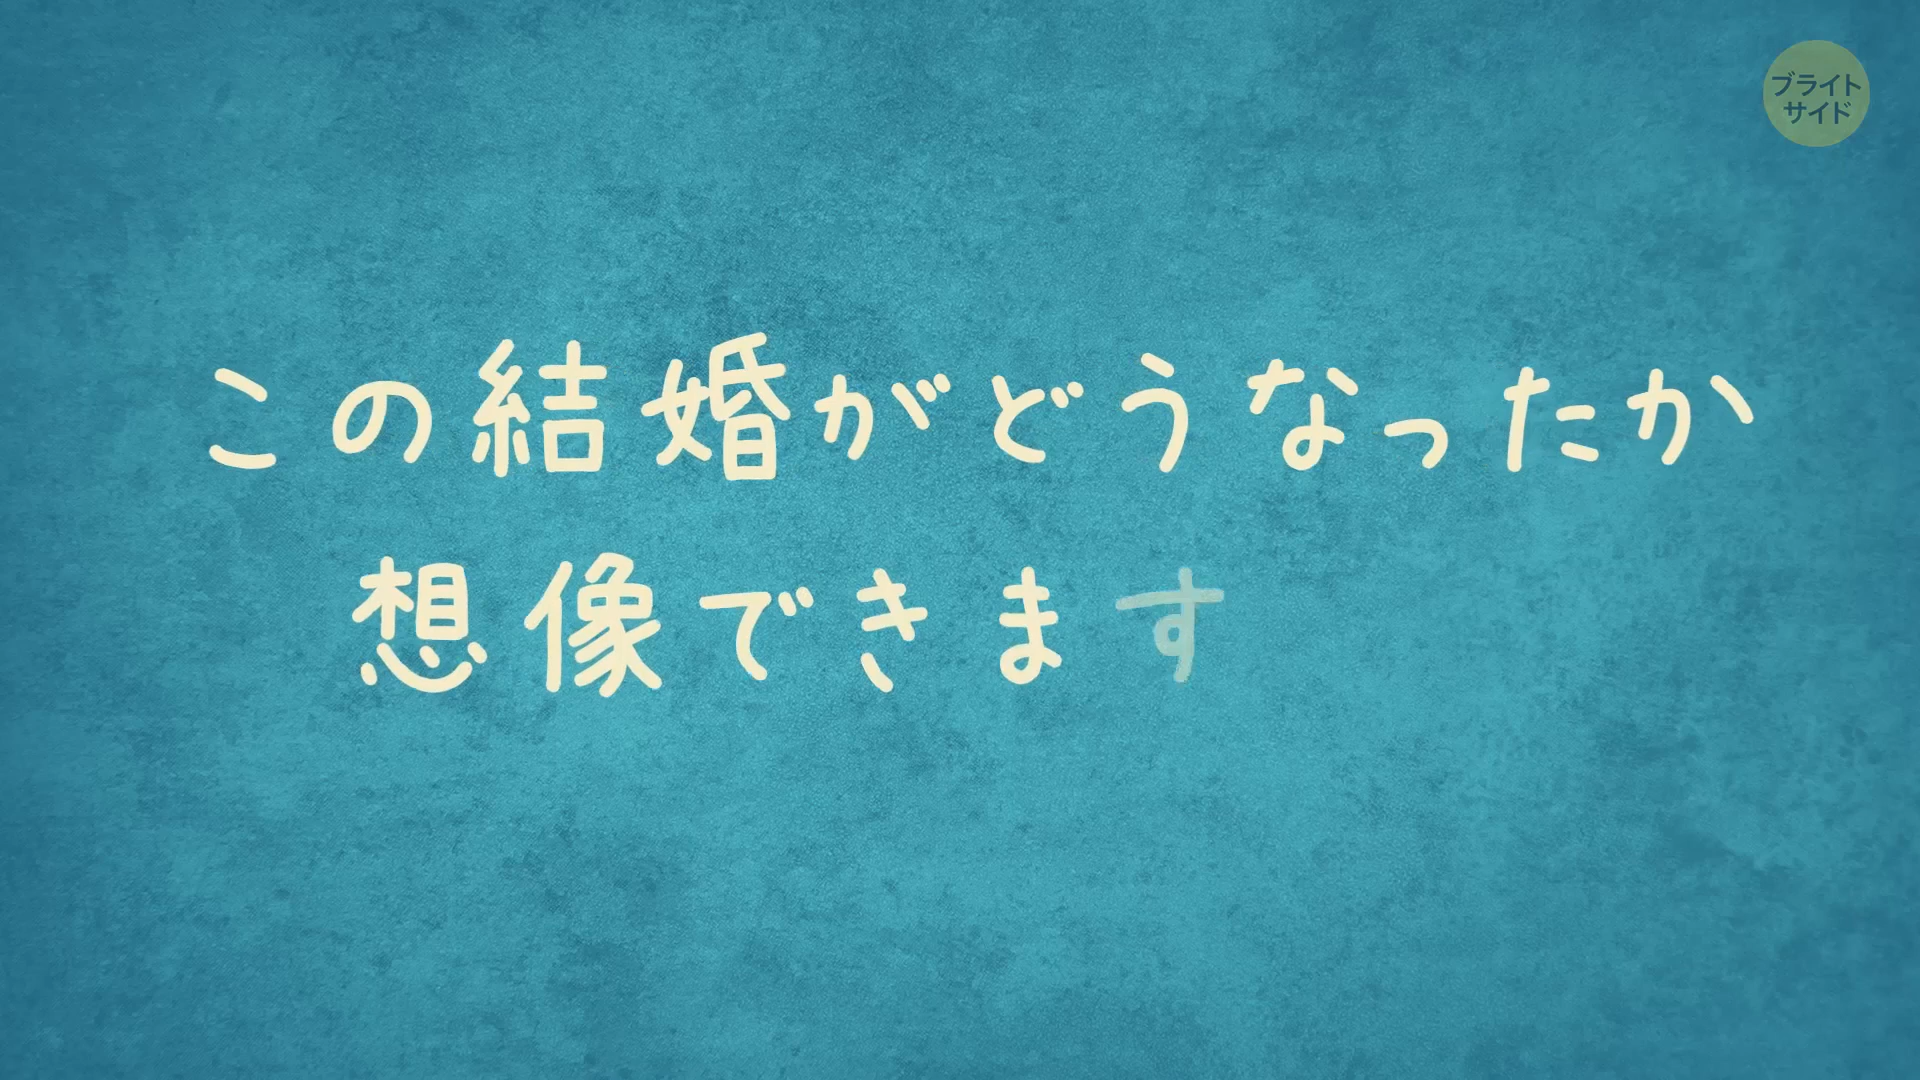 ブライト
サイド
この結婚がどうなったか
想像できます